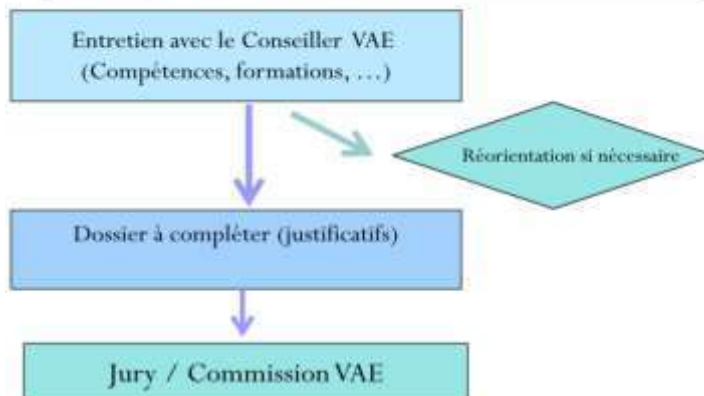 Entretien avec le Conseiller VAE
(Compétences, formations, …)
Réorientation si nécessaire
Dossier à compléter (justificatifs)
Jury / Commission VAE